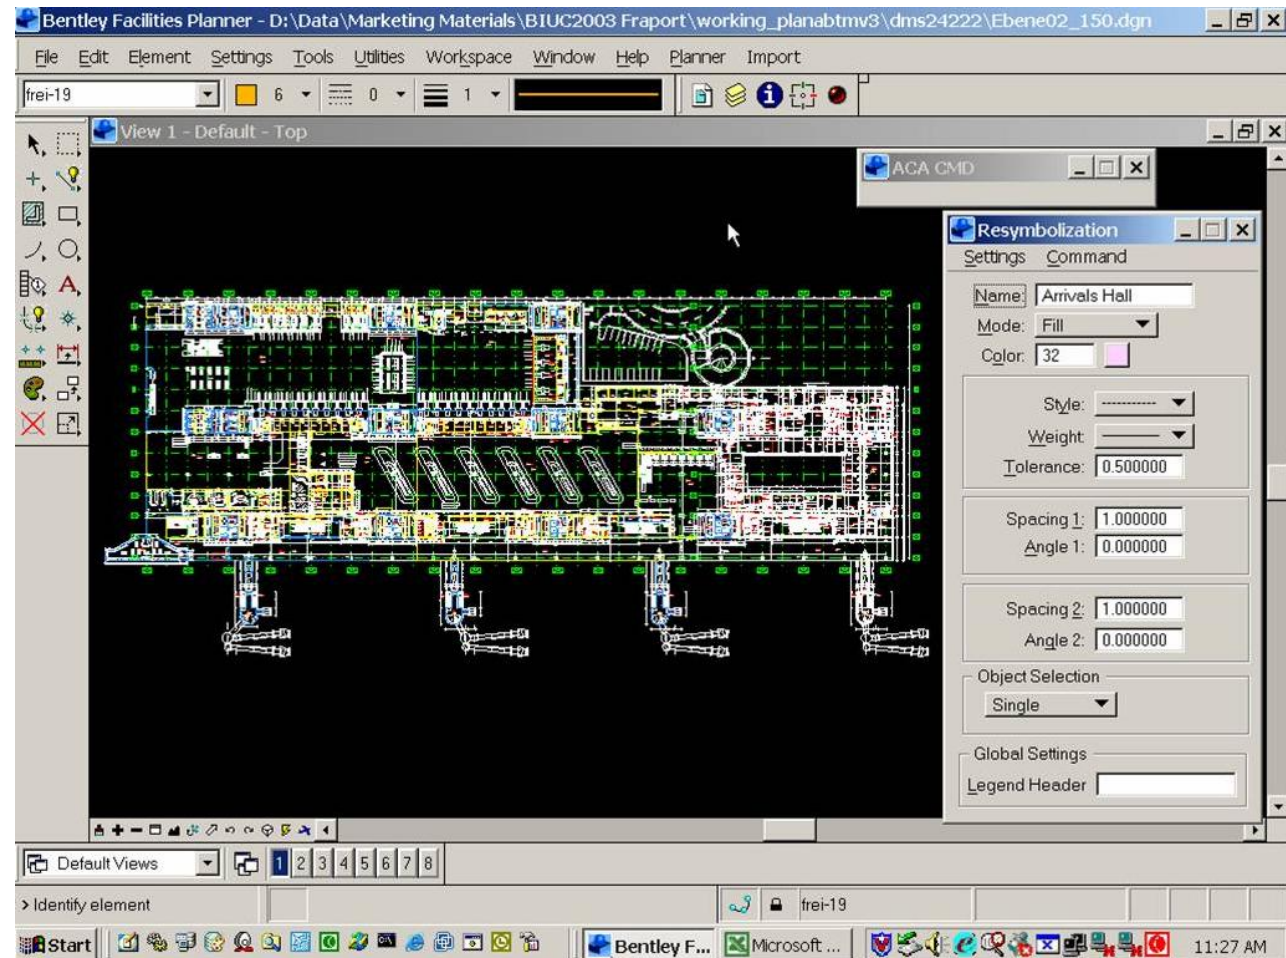 Bentley Facilities Planner - D:\Data\Marketing Materials\BIUC2003 Fraport\working_planabtmv3\dms24222\Ebene02_150.dgn
File Edit Element Settings Tools Utilities Workspace Window Help Planner Import
frei-19 6 0 1
View 1 - Default - Top
ACA CMD
Resymbolization
Settings Command
Name: Arrivals Hall
Mode: Fill
Color: 32
Style:
Weight:
Tolerance: 0.500000
Spacing 1: 1.000000
Angle 1: 0.000000
Spacing 2: 1.000000
Angle 2: 0.000000
Object Selection
Single
Global Settings
Legend Header
Default Views 1 2 3 4 5 6 7 8
> Identify element frei-19
Start Bentley F... Microsoft ... 11:27 AM